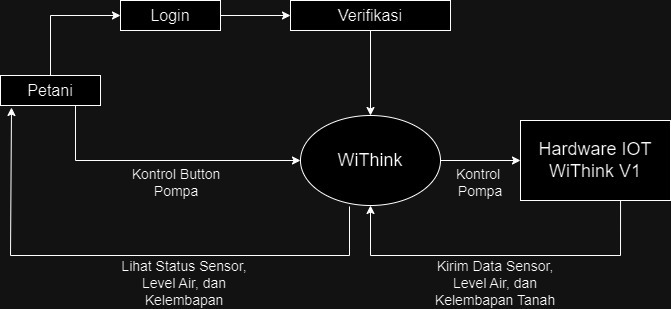 Login
Verifikasi
Petani
WiThink
Hardware IOT
WiThink V1
Kontrol Button
Pompa
Kontrol
Pompa
Lihat Status Sensor,
Level Air, dan
Kelembapan
Kirim Data Sensor,
Level Air, dan
Kelembapan Tanah